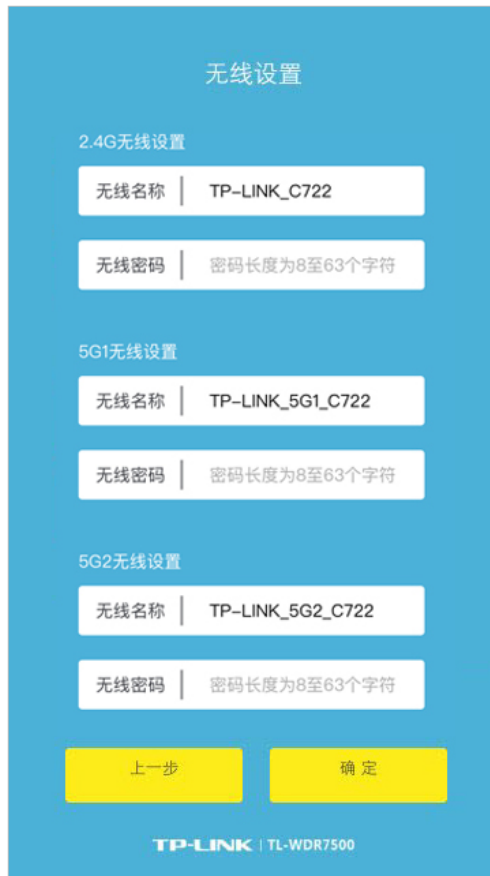 无线设置
2.4G无线设置
无线名称 TP-LINK_C722
无线密码 密码长度为8至63个字符
5G1无线设置
无线名称 TP-LINK_5G1_C722
无线密码 密码长度为8至63个字符
5G2无线设置
无线名称 TP-LINK_5G2_C722
无线密码 密码长度为8至63个字符
上一步 确定
TP-LINK | TL-WDR7500